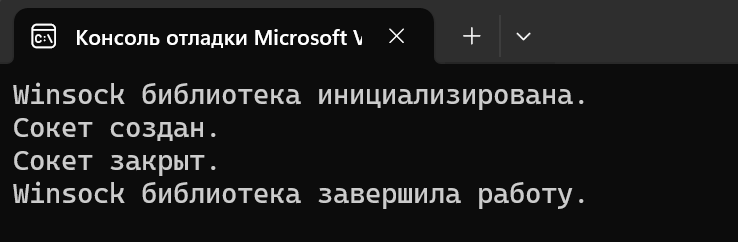 Консоль отладки Microsoft V
Winsock библиотека инициализирована.
Сокет создан.
Сокет закрыт.
Winsock библиотека завершила работу.